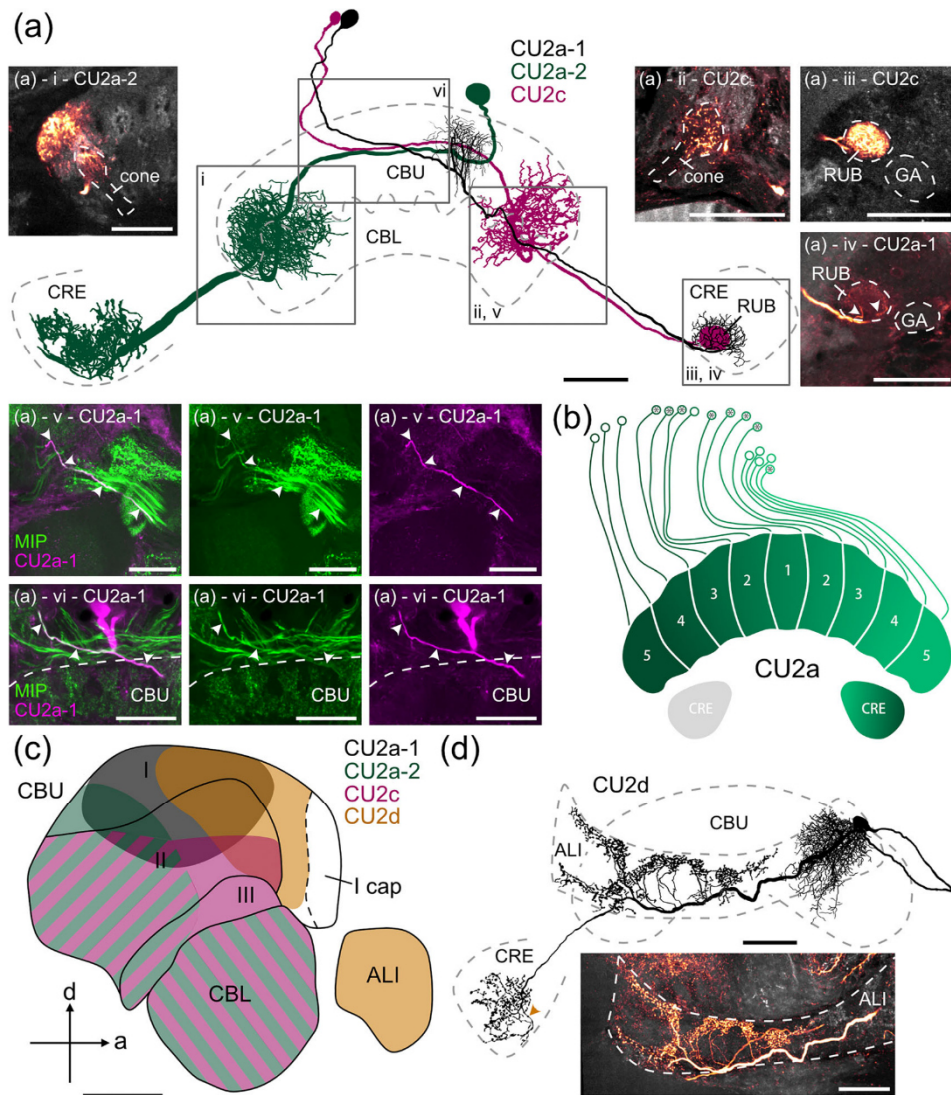 (a)
(a) - i - CU2a-2
cone
CU2a-1
CU2a-2
CU2c
vi
i
CBU
CBL
ii, v
CRE
CRE
RUB
iii, iv
(a) - ii - CU2c
cone
(a) - iii - CU2c
RUB
GA
(a) - iv - CU2a-1
RUB
GA
(a) - v - CU2a-1
MIP
CU2a-1
(a) - v - CU2a-1
(a) - v - CU2a-1
(a) - vi - CU2a-1
MIP
CU2a-1
CBU
(a) - vi - CU2a-1
CBU
(a) - vi - CU2a-1
CBU
(b)
5 4 3 2 1 2 3 4 5
CU2a
CRE
CRE
(c)
CU2a-1
CU2a-2
CU2c
CU2d
CBU
I
II
III
l cap
CBL
ALI
d
a
(d)
CU2d
CBU
ALI
CRE
ALI